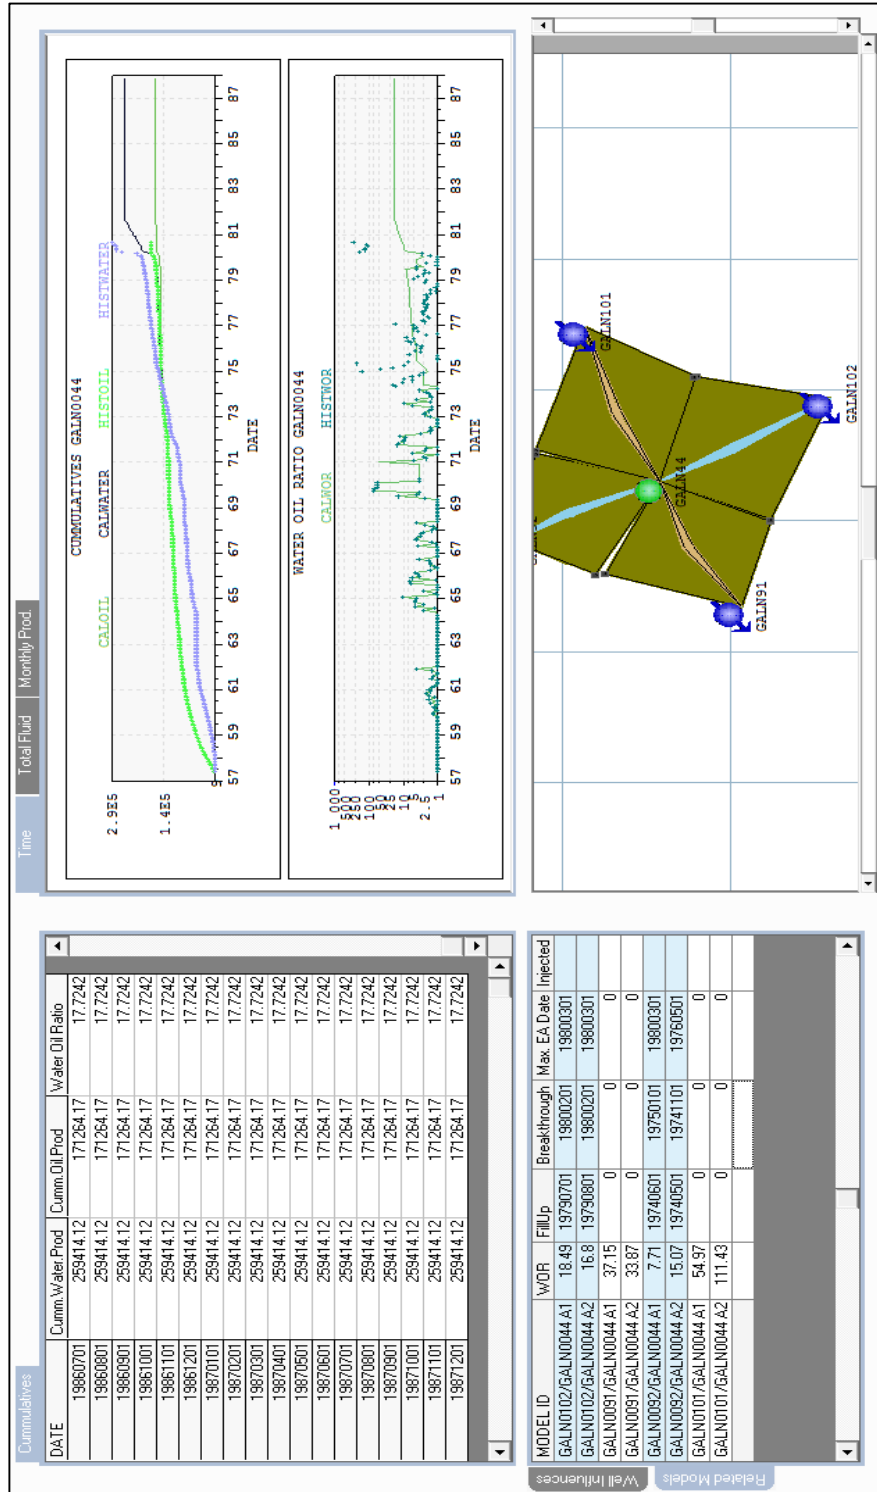 Cummulatives
DATE Cumm.Water.Prod Cumm.Oil.Prod Water Oil Ratio
19860701 259414.12 171264.17 17.7242
19860801 259414.12 171264.17 17.7242
19860901 259414.12 171264.17 17.7242
19861001 259414.12 171264.17 17.7242
19861101 259414.12 171264.17 17.7242
19861201 259414.12 171264.17 17.7242
19870101 259414.12 171264.17 17.7242
19870201 259414.12 171264.17 17.7242
19870301 259414.12 171264.17 17.7242
19870401 259414.12 171264.17 17.7242
19870501 259414.12 171264.17 17.7242
19870601 259414.12 171264.17 17.7242
19870701 259414.12 171264.17 17.7242
19870801 259414.12 171264.17 17.7242
19870901 259414.12 171264.17 17.7242
19871001 259414.12 171264.17 17.7242
19871101 259414.12 171264.17 17.7242
19871201 259414.12 171264.17 17.7242
Time Total Fluid Monthly Prod.
CUMMULATIVES GALN0044
CALOIL CALWATER HISTOIL HISTWATER
2.9E5
1.4E5
57 59 61 63 65 67 69 71 73 75 77 79 81 83 85 87
DATE
WATER OIL RATIO GALN0044
CALWOR HISTWOR
1 000
500
250
100
50
25
10
5
2.5
1
57 59 61 63 65 67 69 71 73 75 77 79 81 83 85 87
DATE
Well Influences
Related Models
MODEL ID WOR FillUp Breakthrough Max. EA Date Injected
GALN0102/GALN0044 A1 18.49 19790701 19800201 19800301
GALN0102/GALN0044 A2 16.8 19790801 19800201 19800301
GALN0091/GALN0044 A1 37.15 0 0 0
GALN0091/GALN0044 A2 33.87 0 0 0
GALN0092/GALN0044 A1 7.71 19740601 19750101 19800301
GALN0092/GALN0044 A2 15.07 19740501 19741101 19760501
GALN0101/GALN0044 A1 54.97 0 0 0
GALN0101/GALN0044 A2 111.43 0 0 0
GALN101
GALN44
GALN91
GALN102